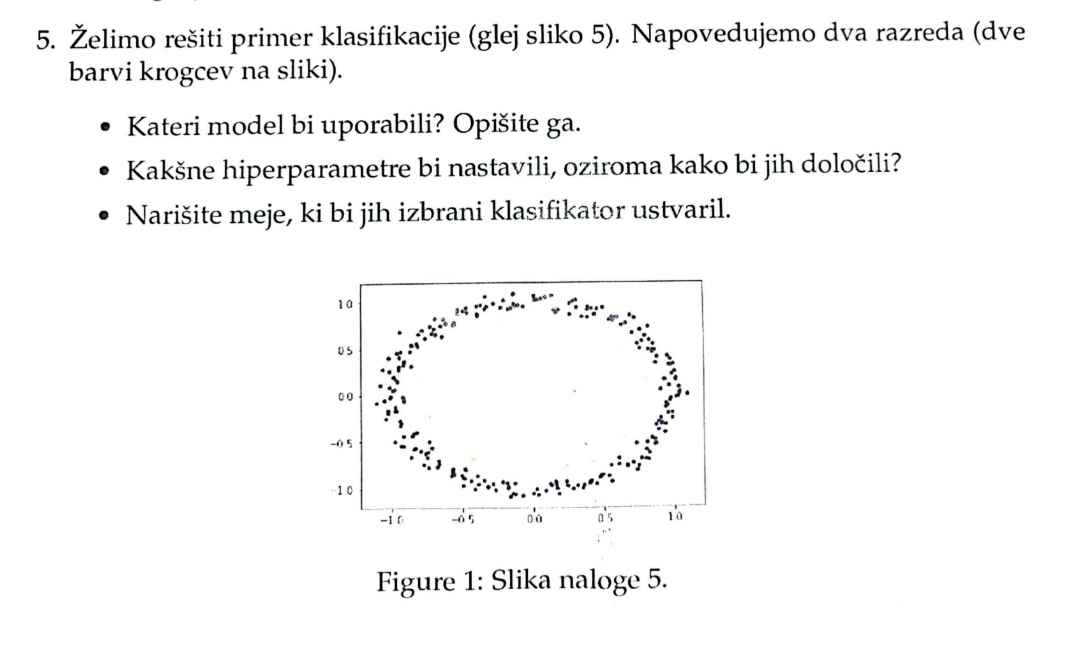 5. Želimo rešiti primer klasifikacije (glej sliko 5). Napovedujemo dva razreda (dve
barvi krogcev na sliki).
• Kateri model bi uporabili? Opišite ga.
• Kakšne hiperparametre bi nastavili, oziroma kako bi jih določili?
• Narišite meje, ki bi jih izbrani klasifikator ustvaril.
1.0
0.5
0.0
-0.5
-1.0
-1.0 -0.5 0.0 0.5 1.0
Figure 1: Slika naloge 5.